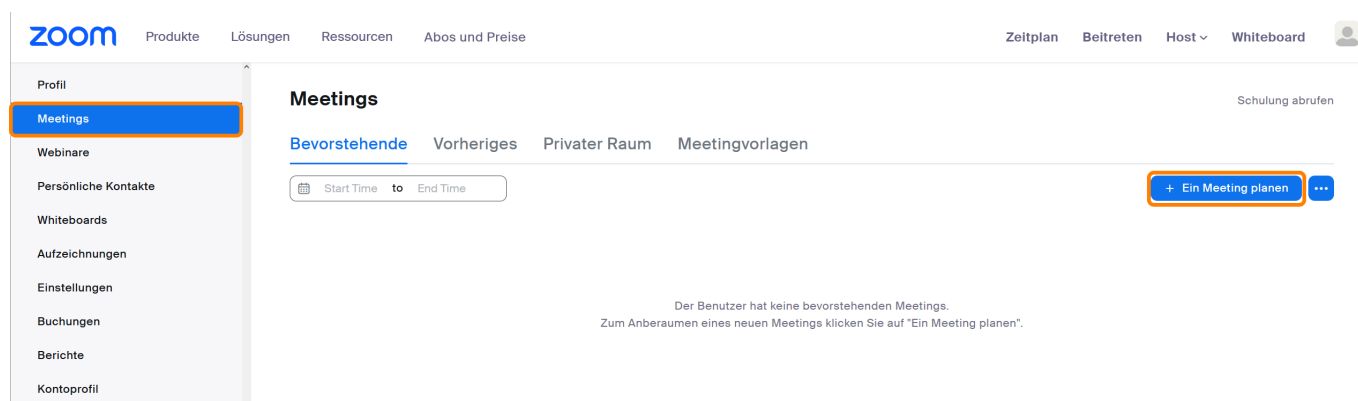 zoom Produkte Lösungen Ressourcen Abos und Preise Zeitplan Beitreten Host Whiteboard
Profil
Meetings
Webinare
Persönliche Kontakte
Whiteboards
Aufzeichnungen
Einstellungen
Buchungen
Berichte
Kontoprofil
Meetings Schulung abrufen
Bevorstehende Vorheriges Privater Raum Meetingvorlagen
Start Time to End Time + Ein Meeting planen ...
Der Benutzer hat keine bevorstehenden Meetings.
Zum Anberaumen eines neuen Meetings klicken Sie auf "Ein Meeting planen".